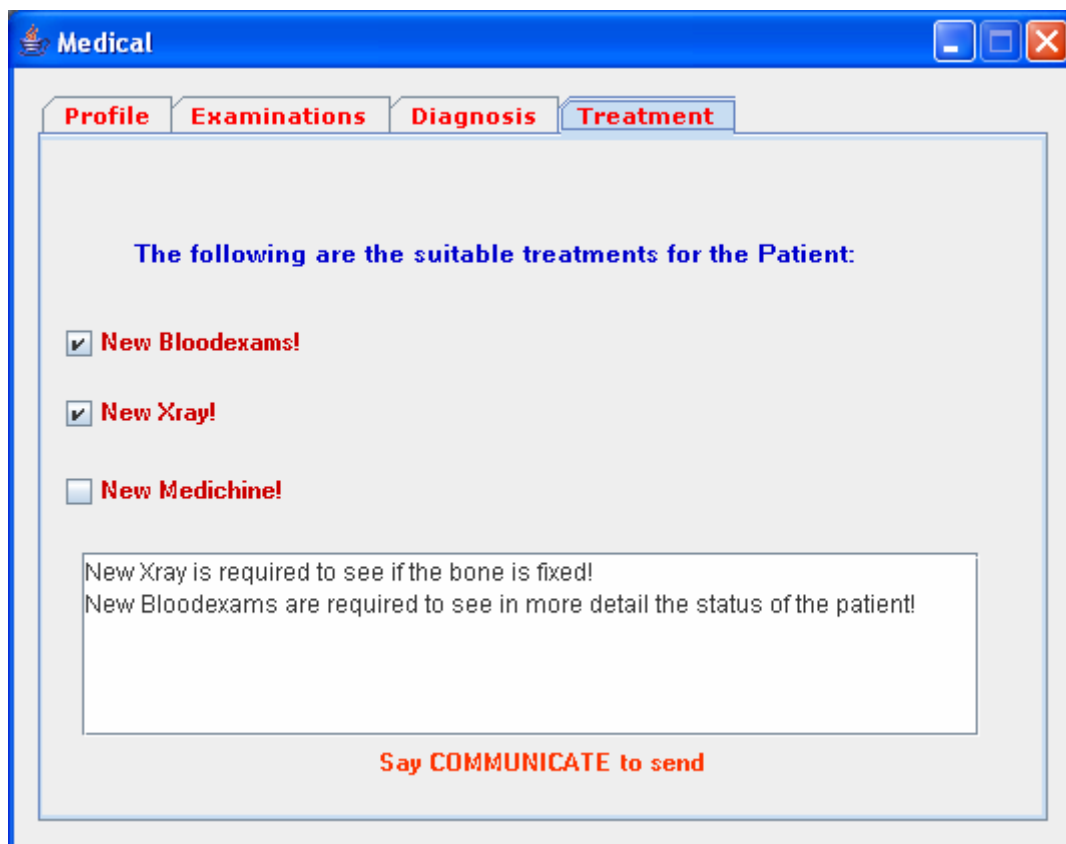 Medical
Profile Examinations Diagnosis Treatment
The following are the suitable treatments for the Patient:
New Bloodexams!
New Xray!
New Medichine!
New Xray is required to see if the bone is fixed!
New Bloodexams are required to see in more detail the status of the patient!
Say COMMUNICATE to send